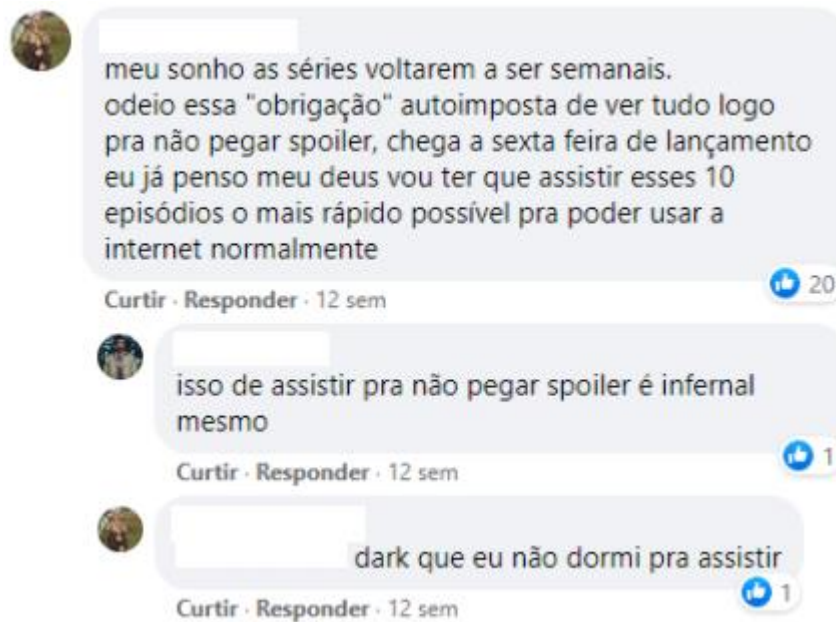 meu sonho as séries voltarem a ser semanais.
odeio essa "obrigação" autoimposta de ver tudo logo
pra não pegar spoiler, chega a sexta feira de lançamento
eu já penso meu deus vou ter que assistir esses 10
episódios o mais rápido possível pra poder usar a
internet normalmente
20
Curtir · Responder · 12 sem
isso de assistir pra não pegar spoiler é infernal
mesmo
1
Curtir · Responder · 12 sem
dark que eu não dormi pra assistir
1
Curtir · Responder · 12 sem